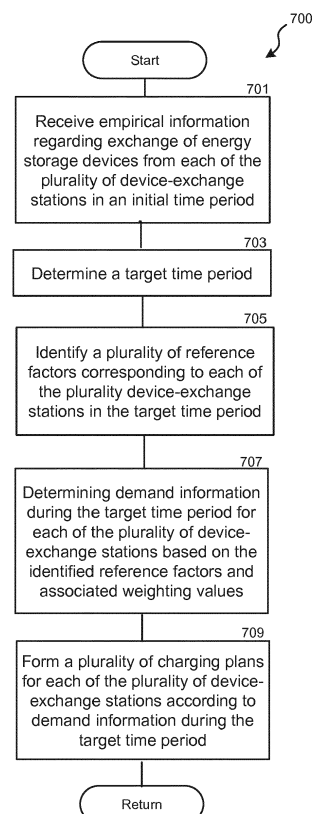 700
Start
701
Receive empirical information
regarding exchange of energy
storage devices from each of the
plurality of device-exchange
stations in an initial time period
703
Determine a target time period
705
Identify a plurality of reference
factors corresponding to each of
the plurality device-exchange
stations in the target time period
707
Determining demand information
during the target time period for
each of the plurality of device-
exchange stations based on the
identified reference factors and
associated weighting values
709
Form a plurality of charging plans
for each of the plurality of device-
exchange stations according to
demand information during the
target time period
Return